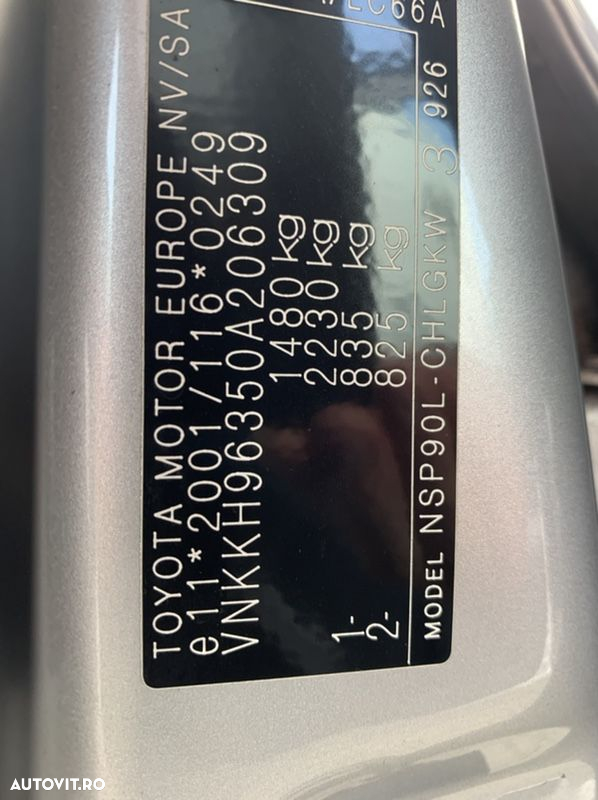 TOYOTA MOTOR EUROPE NV/SA
e11*2001/116*0249
VNKKH96350A206309
1480 kg
2230 kg
1- 835 kg
2- 825 kg
MODEL NSP90L-CHLGKW 3 926
AUTOVIT.RO